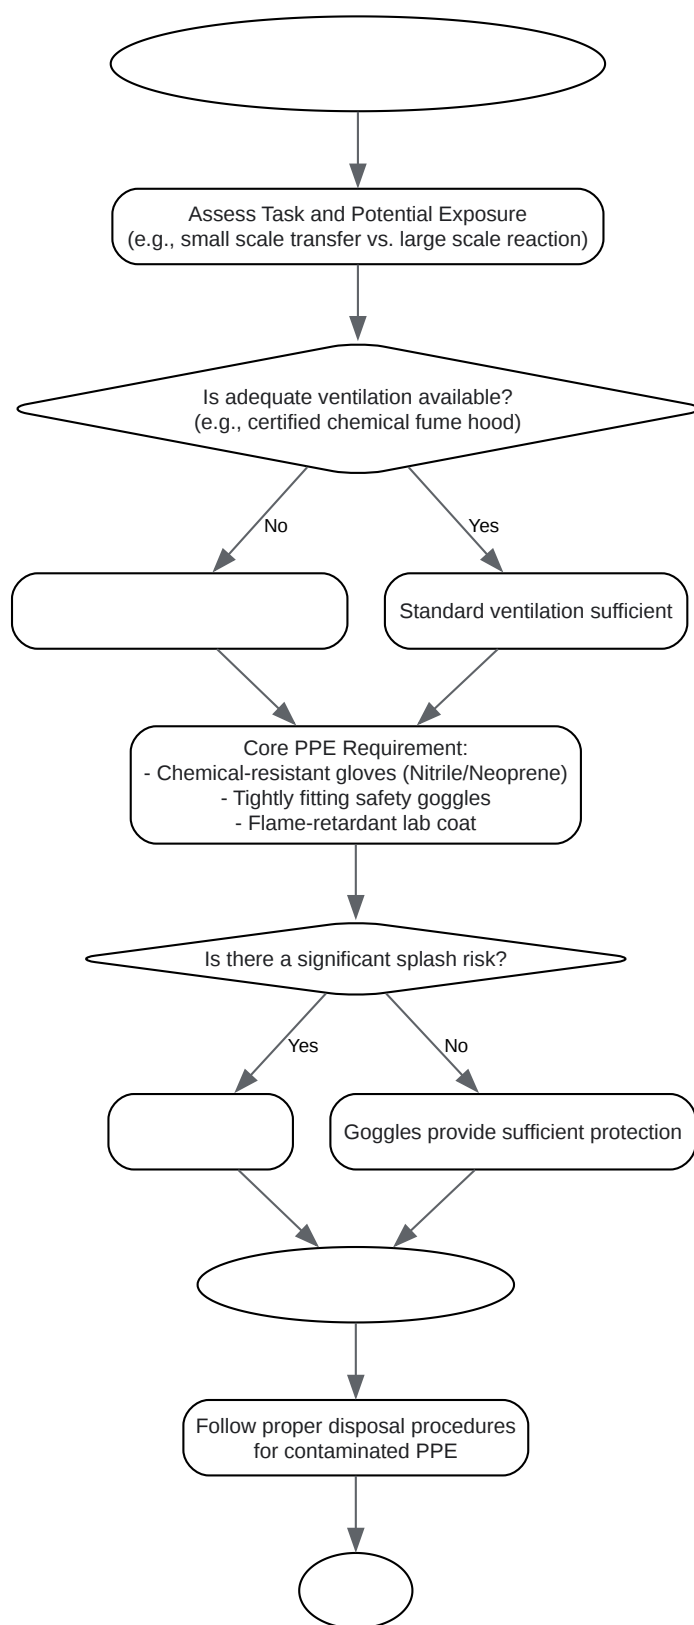 Assess Task and Potential Exposure
(e.g., small scale transfer vs. large scale reaction)
Is adequate ventilation available?
(e.g., certified chemical fume hood)
No
Yes
Standard ventilation sufficient
Core PPE Requirement:
- Chemical-resistant gloves (Nitrile/Neoprene)
- Tightly fitting safety goggles
- Flame-retardant lab coat
Is there a significant splash risk?
Yes
No
Goggles provide sufficient protection
Follow proper disposal procedures
for contaminated PPE